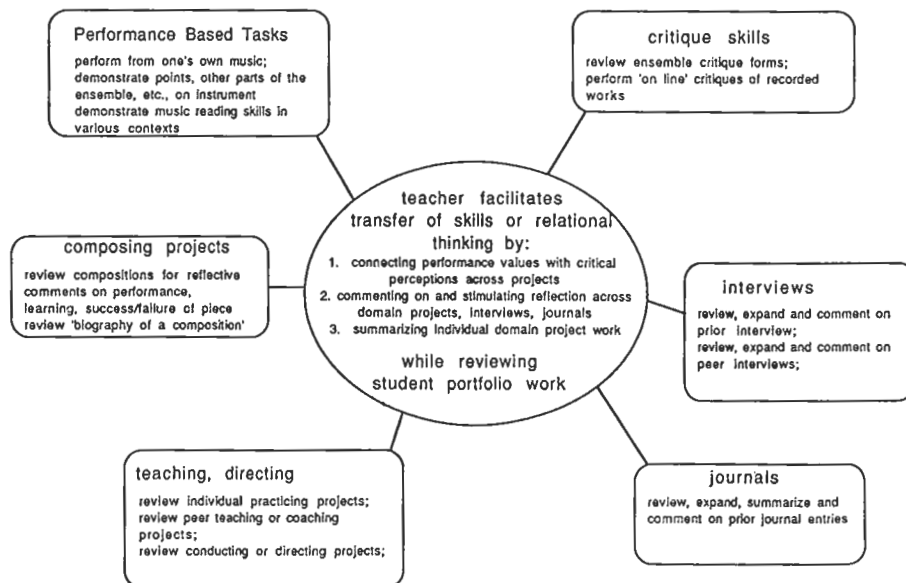 Performance Based Tasks
perform from one's own music;
demonstrate points, other parts of the
ensemble, etc., on instrument
demonstrate music reading skills in
various contexts
critique skills
review ensemble critique forms;
perform 'on line' critiques of recorded
works
teacher facilitates
transfer of skills or relational
thinking by:
1. connecting performance values with critical
perceptions across projects
2. commenting on and stimulating reflection across
domain projects, interviews, journals
3. summarizing individual domain project work
while reviewing
student portfolio work
composing projects
review compositions for reflective
comments on performance,
learning, success/failure of piece
review 'biography of a composition'
interviews
review, expand and comment on
prior interview;
review, expand and comment on
peer interviews;
teaching, directing
review individual practicing projects;
review peer teaching or coaching
projects;
review conducting or directing projects;
journals
review, expand, summarize and
comment on prior journal entries